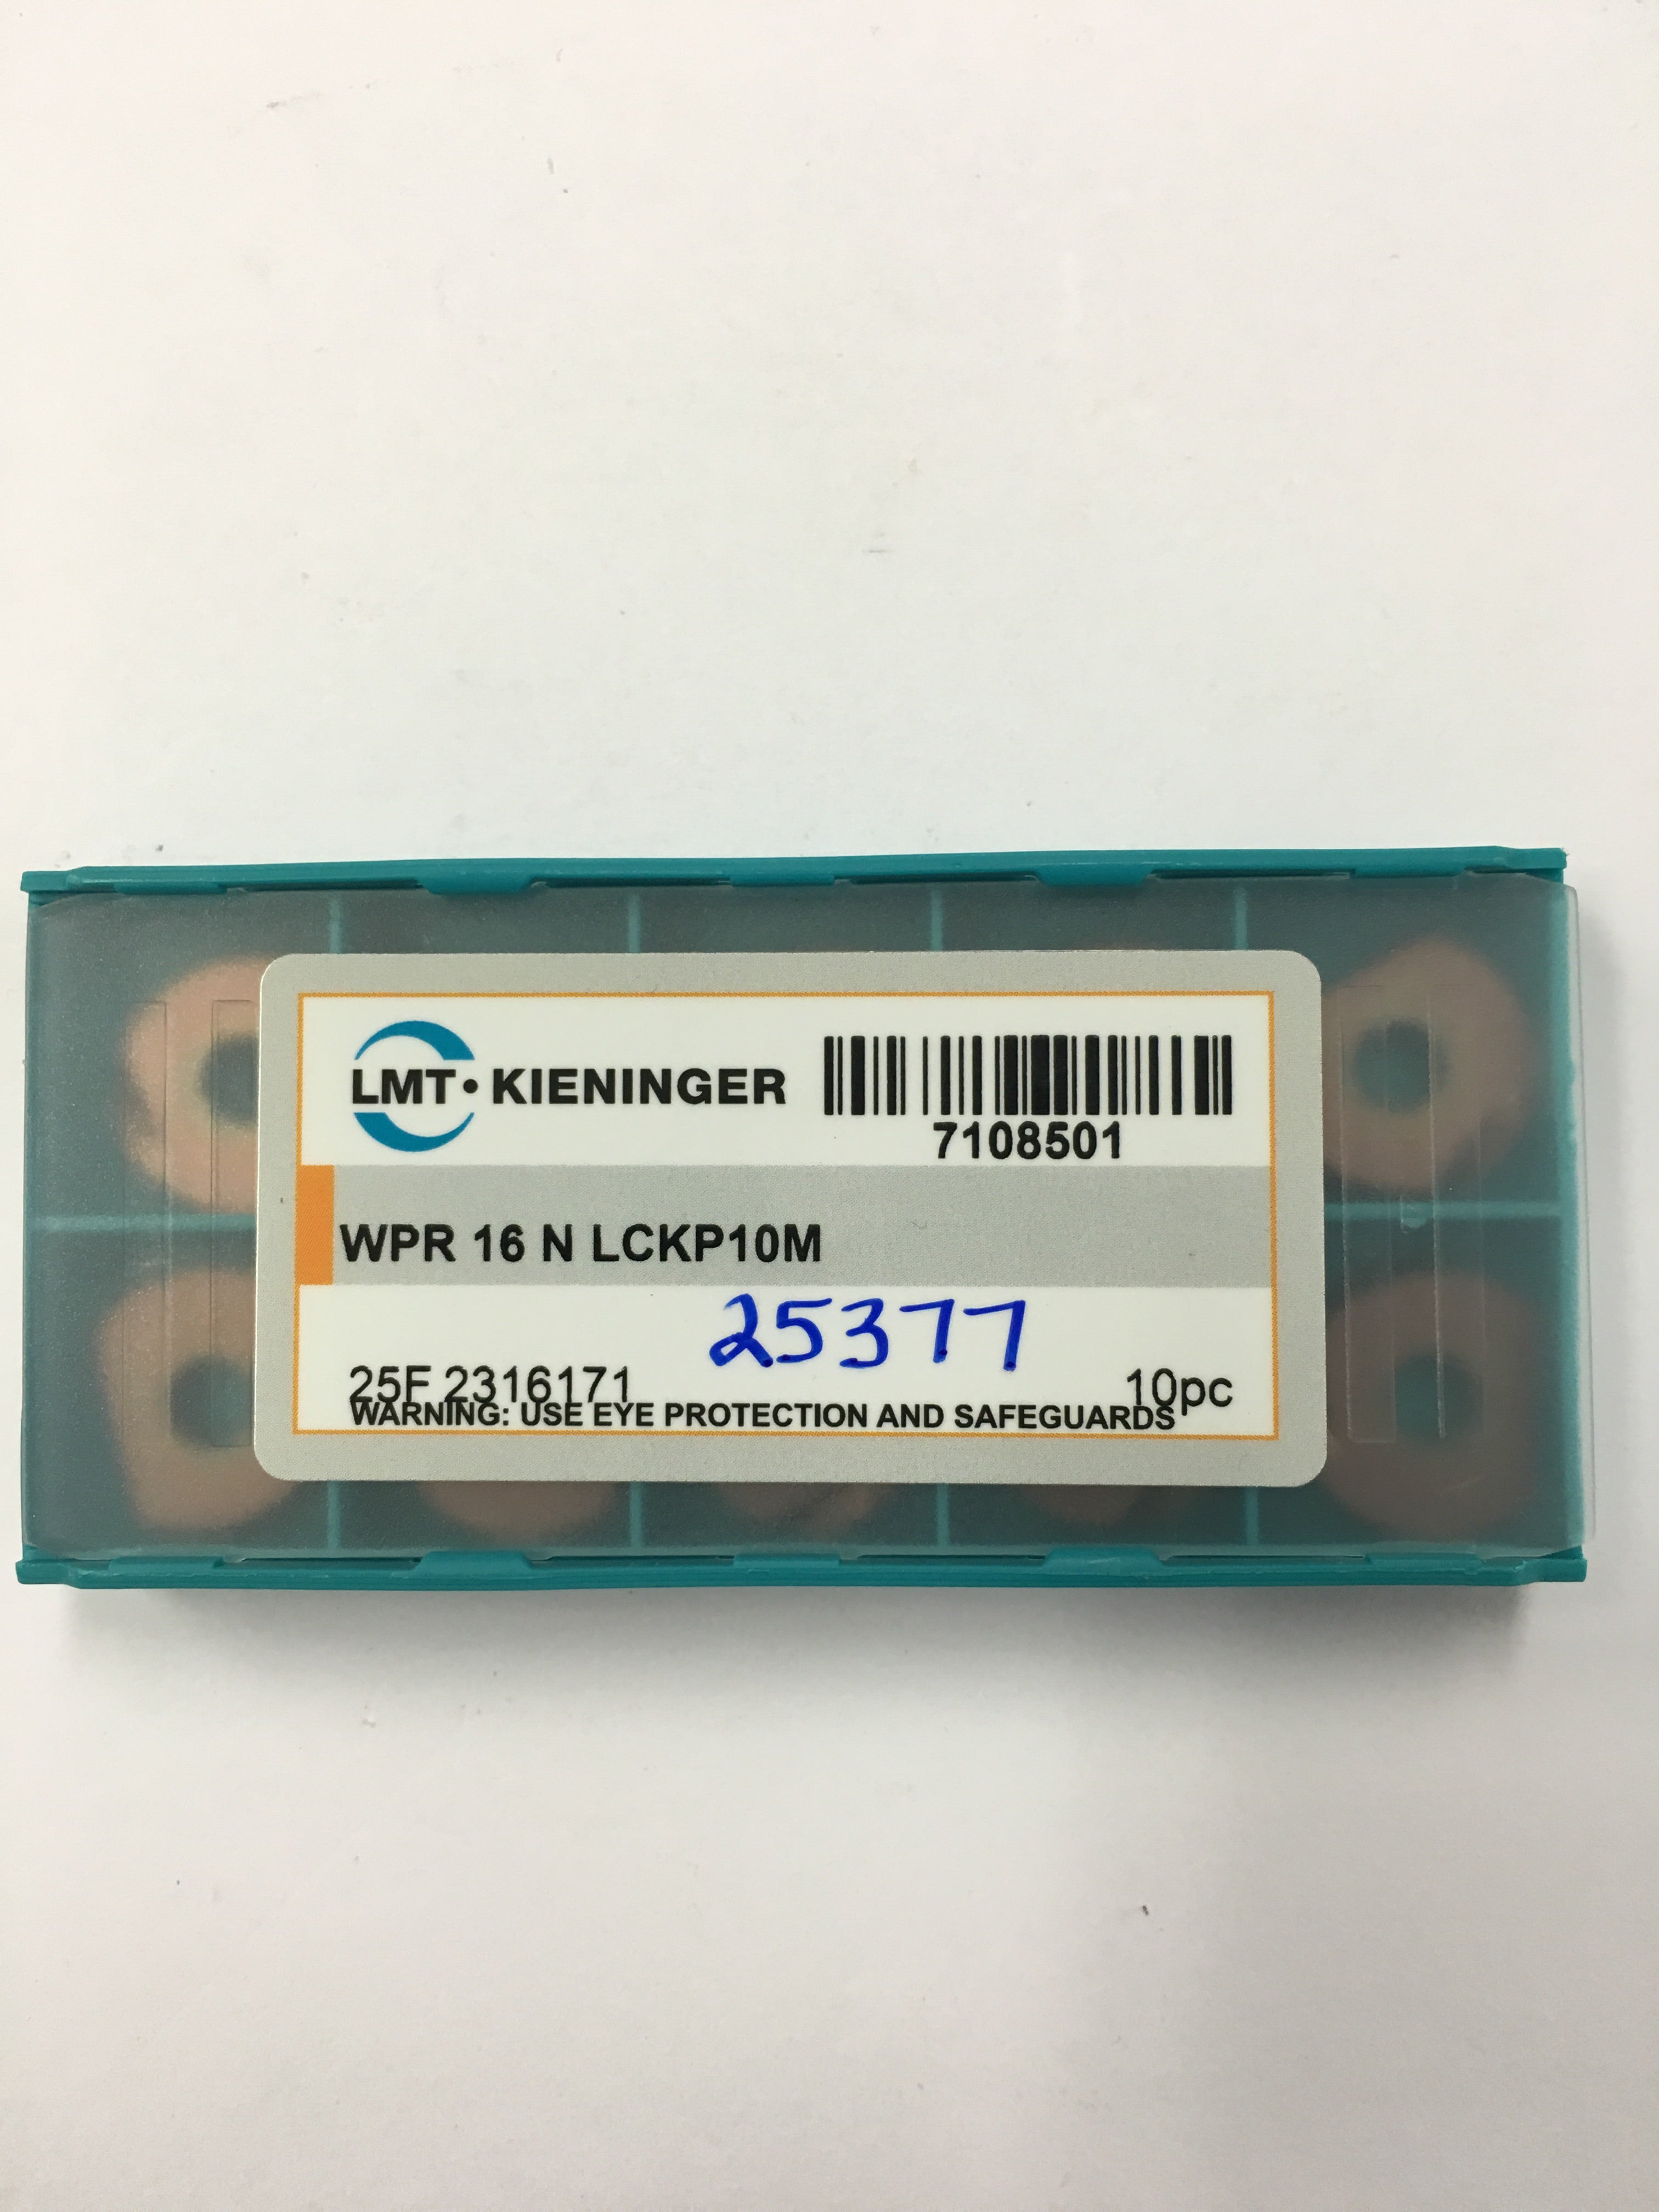 LMT • KIENINGER
7108501
WPR 16 N LCKP10M
25377
25F 2316171 10pc
WARNING: USE EYE PROTECTION AND SAFEGUARDS